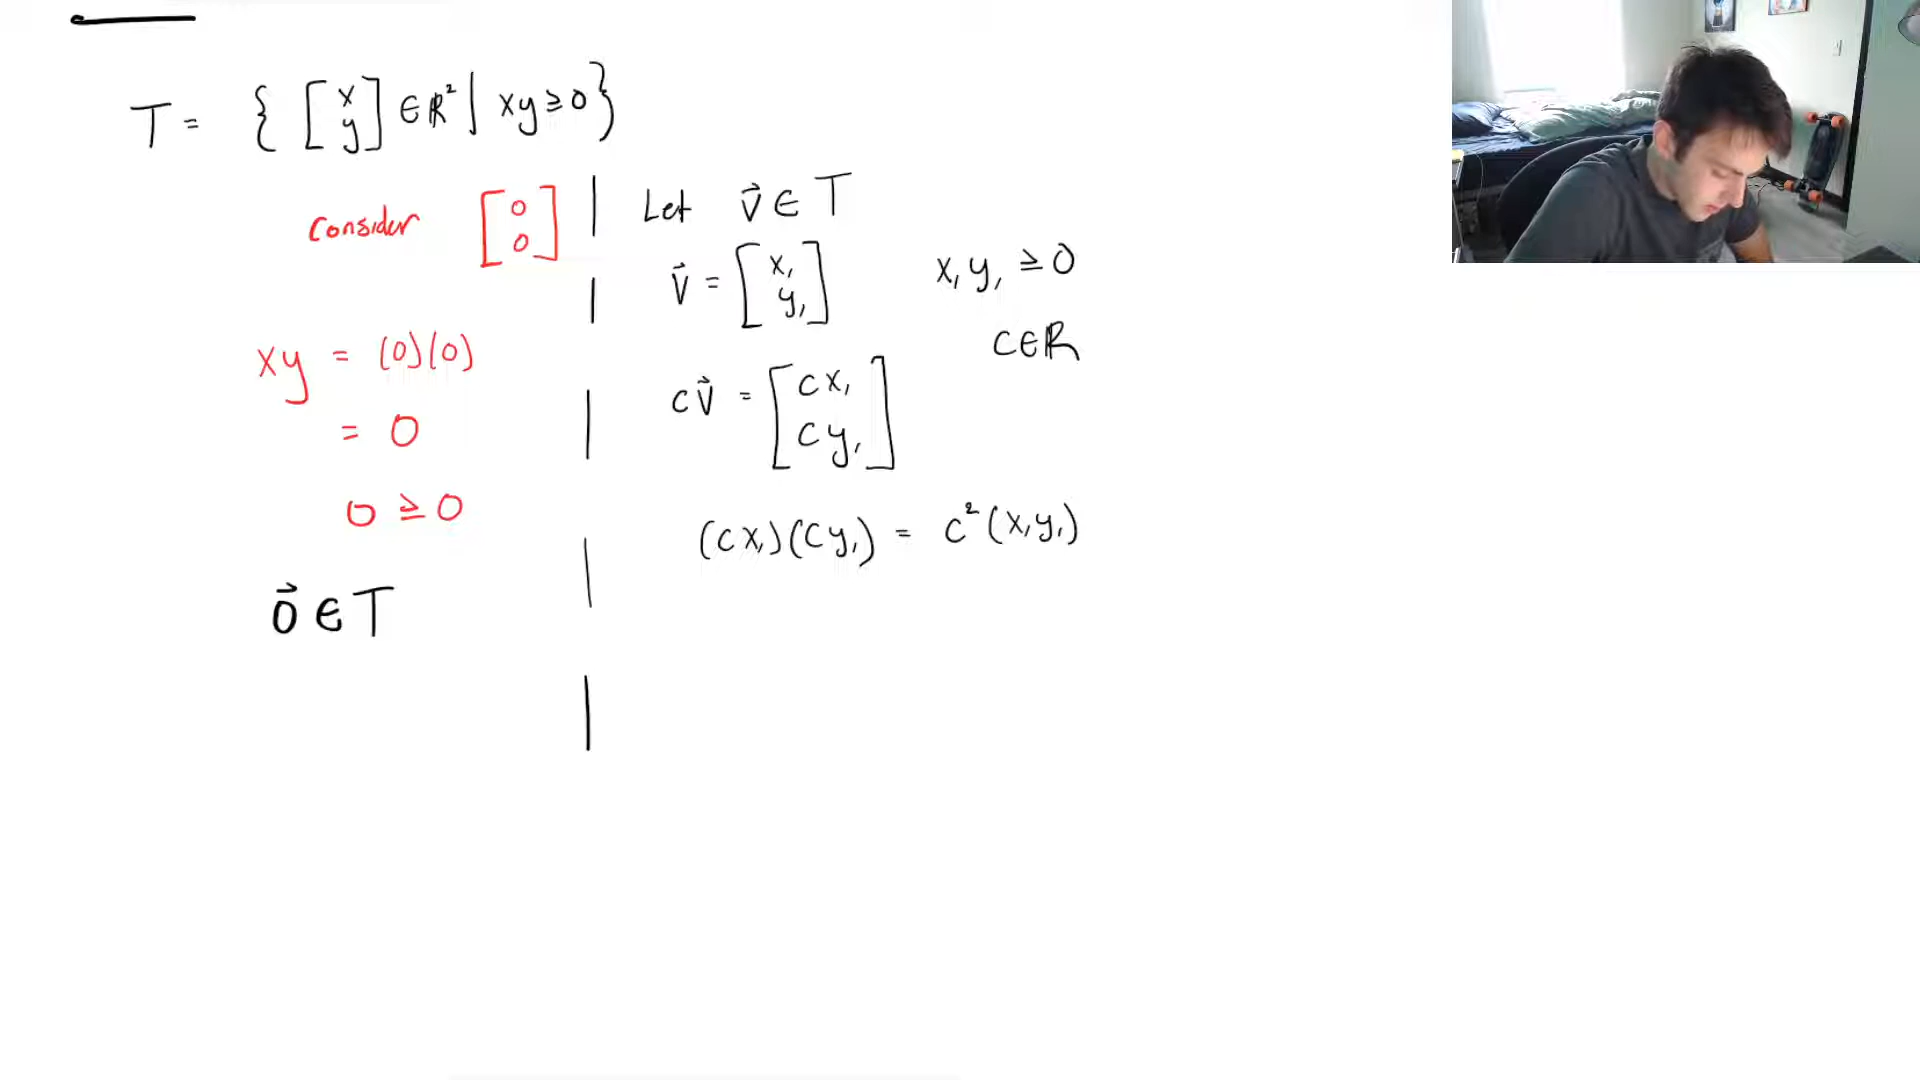 T = { [x y] ∈ ℝ² | xy ≥ 0 }
Consider [0 0]
xy = (0)(0)
= 0
0 ≥ 0
0⃗ ∈ T
Let v⃗ ∈ T
v⃗ = [x₁ y₁]  x₁y₁ ≥ 0
C ∈ ℝ
cv⃗ = [cx₁ cy₁]
(cx₁)(cy₁) = c²(x₁y₁)